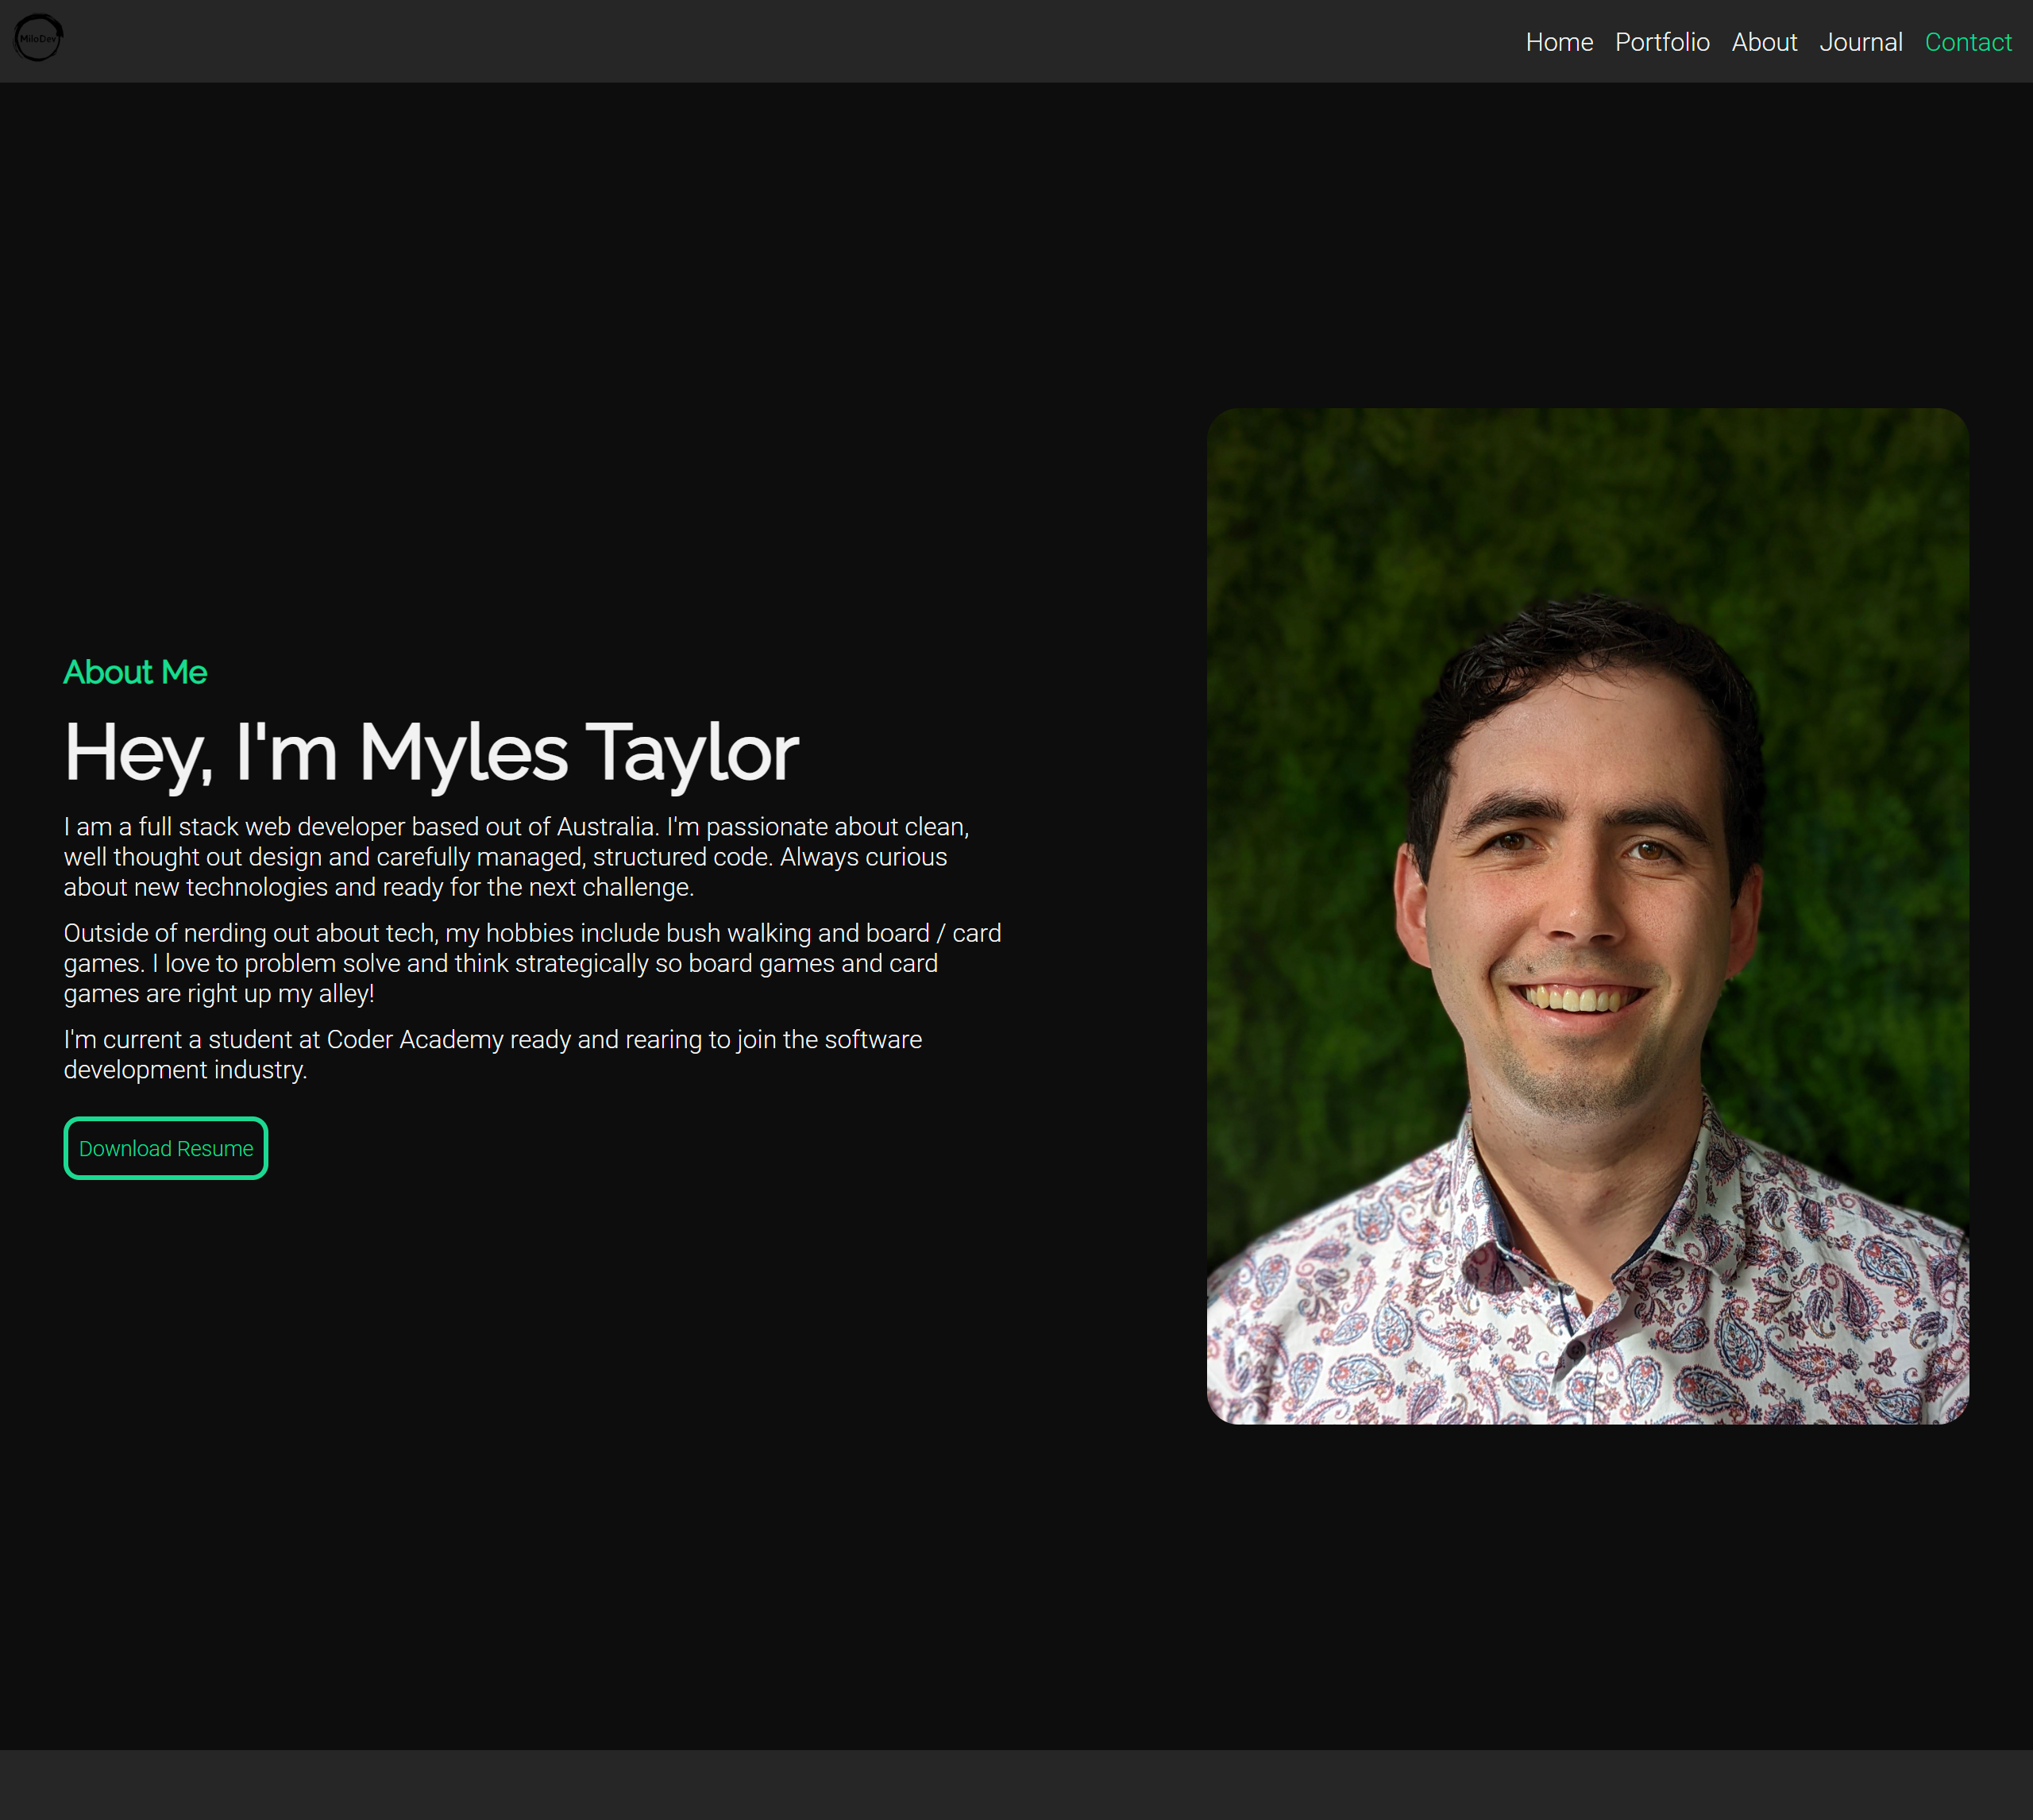 MiloDev
Home Portfolio About Journal Contact
About Me
Hey, I'm Myles Taylor
I am a full stack web developer based out of Australia. I'm passionate about clean,
well thought out design and carefully managed, structured code. Always curious
about new technologies and ready for the next challenge.
Outside of nerding out about tech, my hobbies include bush walking and board / card
games. I love to problem solve and think strategically so board games and card
games are right up my alley!
I'm current a student at Coder Academy ready and rearing to join the software
development industry.
Download Resume